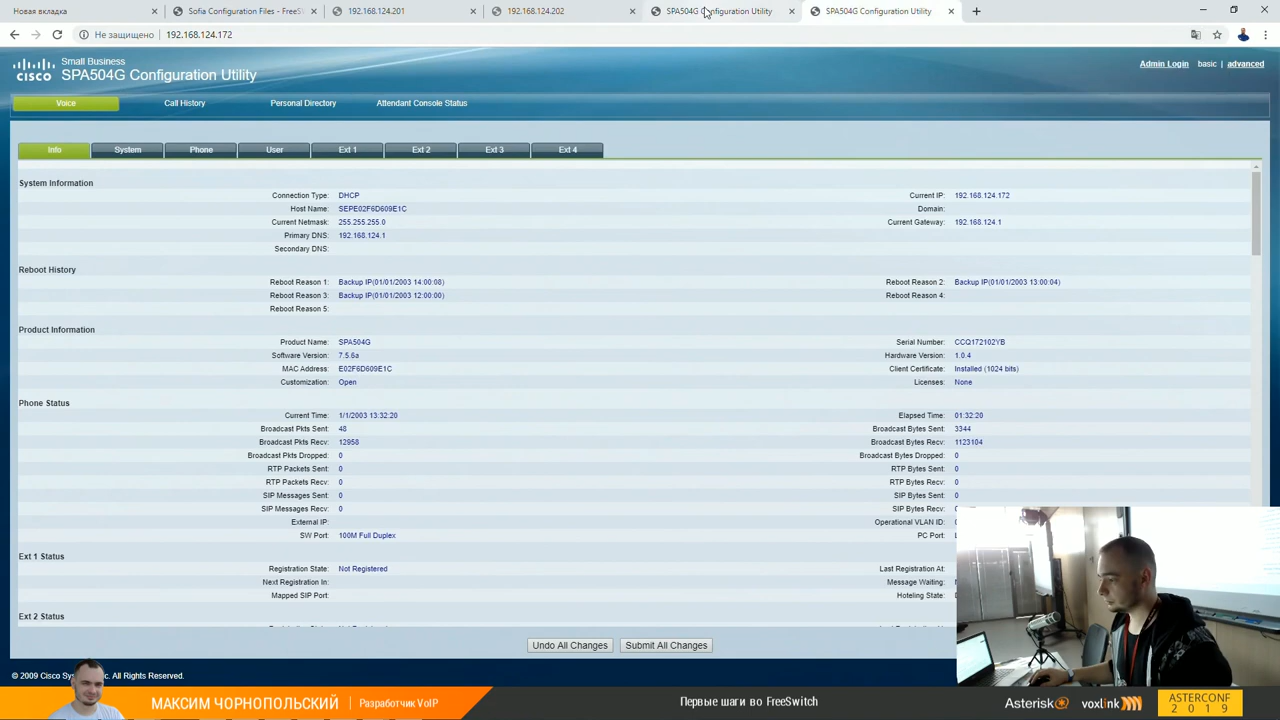 Новая вкладка
Sofia Configuration Files - FreeS
192.168.124.201
192.168.124.202
SPA504G Configuration Utility
SPA504G Configuration Utility
Не защищено
192.168.124.172
Small Business
cisco SPA504G Configuration Utility
Admin Login basic | advanced
Voice Call History Personal Directory Attendant Console Status
Info System Phone User Ext 1 Ext 2 Ext 3 Ext 4
System Information
Connection Type: DHCP Current IP: 192.168.124.172
Host Name: SEPE02F6D609E1C Domain:
Current Netmask: 255.255.255.0 Current Gateway: 192.168.124.1
Primary DNS: 192.168.124.1
Secondary DNS:
Reboot History
Reboot Reason 1: Backup IP(01/01/2003 14:00:08) Reboot Reason 2: Backup IP(01/01/2003 13:00:04)
Reboot Reason 3: Backup IP(01/01/2003 12:00:00) Reboot Reason 4:
Reboot Reason 5:
Product Information
Product Name: SPA504G Serial Number: CCQ172102YB
Software Version: 7.5.6a Hardware Version: 1.0.4
MAC Address: E02F6D609E1C Client Certificate: Installed (1024 bits)
Customization: Open Licenses: None
Phone Status
Current Time: 1/1/2003 13:32:20 Elapsed Time: 01:32:20
Broadcast Pkts Sent: 48 Broadcast Bytes Sent: 3344
Broadcast Pkts Recv: 12958 Broadcast Bytes Recv: 1123104
Broadcast Pkts Dropped: 0 Broadcast Bytes Dropped: 0
RTP Packets Sent: 0 RTP Bytes Sent: 0
RTP Packets Recv: 0 RTP Bytes Recv: 0
SIP Messages Sent: 0 SIP Bytes Sent: 0
SIP Messages Recv: 0 SIP Bytes Recv:
External IP: Operational VLAN ID:
SW Port: 100M Full Duplex PC Port:
Ext 1 Status
Registration State: Not Registered Last Registration At:
Next Registration In: Message Waiting:
Mapped SIP Port: Hoteling State:
Ext 2 Status
Undo All Changes Submit All Changes
© 2009 Cisco Sys All Rights Reserved.
МАКСИМ ЧОРНОПОЛЬСКИЙ Разработчик VoIP
Первые шаги во FreeSwitch
Asterisk voxlink
ASTERCONF
2019